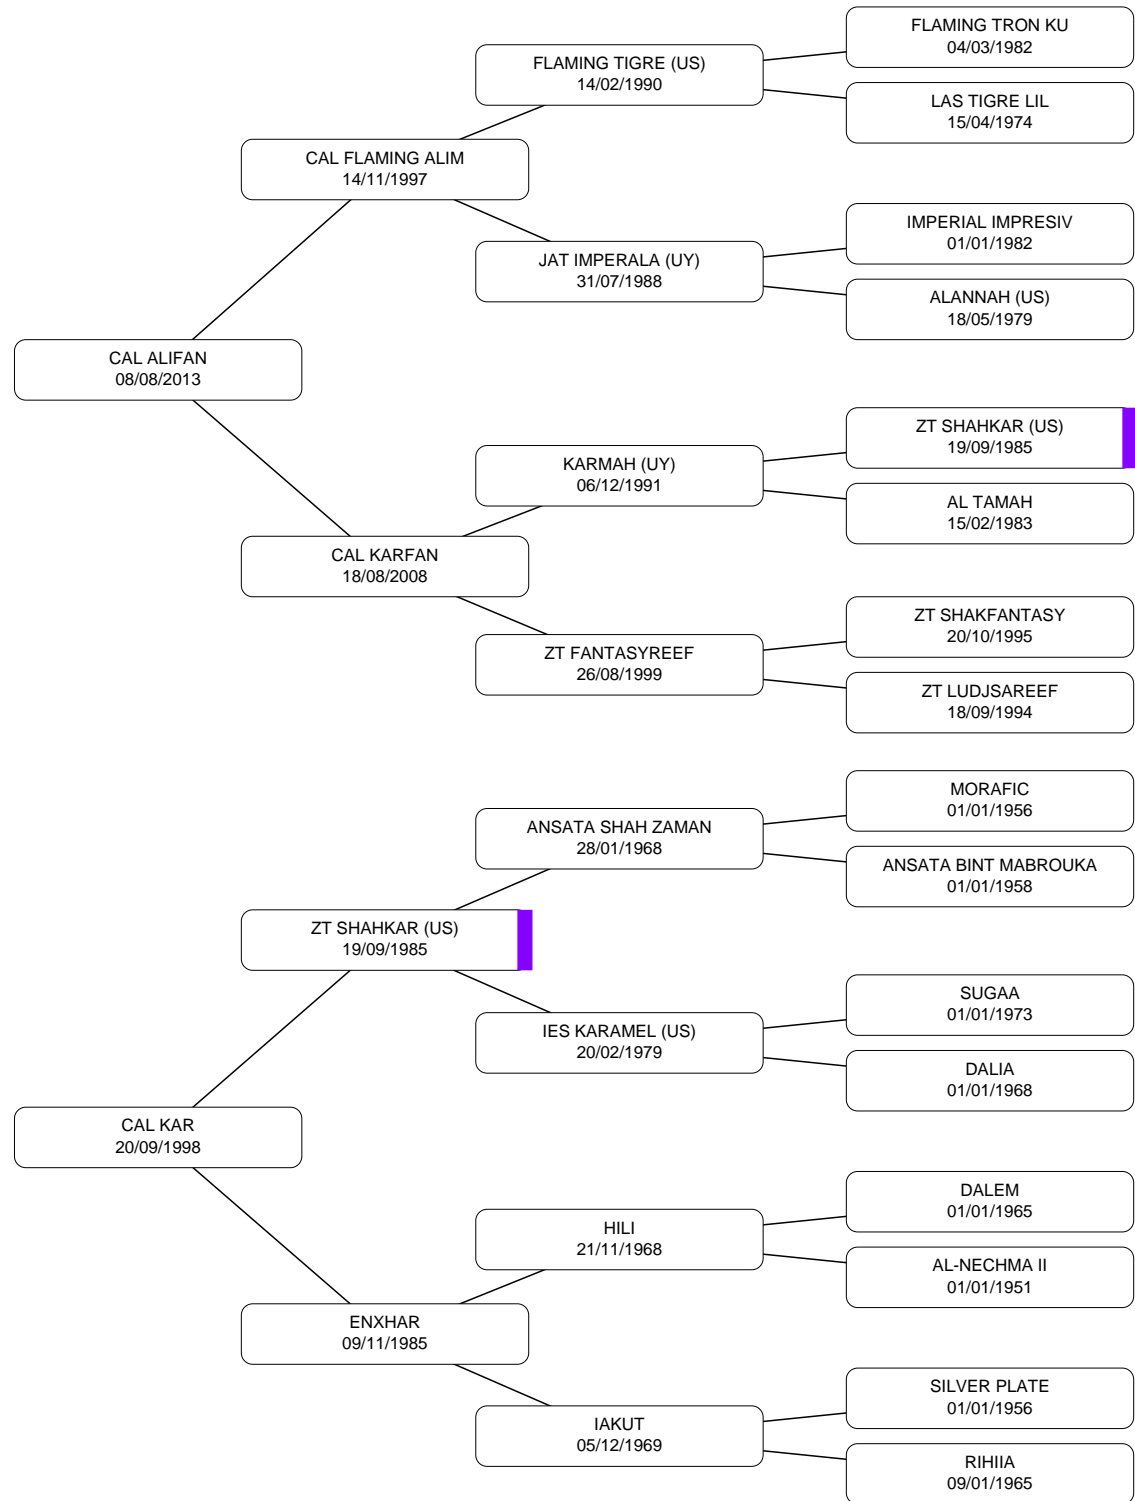 FLAMING TRON KU
04/03/1982
FLAMING TIGRE (US)
14/02/1990
LAS TIGRE LIL
15/04/1974
CAL FLAMING ALIM
14/11/1997
IMPERIAL IMPRESIV
01/01/1982
JAT IMPERALA (UY)
31/07/1988
ALANNAH (US)
18/05/1979
CAL ALIFAN
08/08/2013
ZT SHAHKAR (US)
19/09/1985
KARMAH (UY)
06/12/1991
AL TAMAH
15/02/1983
CAL KARFAN
18/08/2008
ZT SHAKFANTASY
20/10/1995
ZT FANTASYREEF
26/08/1999
ZT LUDJSAREEF
18/09/1994
MORAFIC
01/01/1956
ANSATA SHAH ZAMAN
28/01/1968
ANSATA BINT MABROUKA
01/01/1958
ZT SHAHKAR (US)
19/09/1985
SUGAA
01/01/1973
IES KARAMEL (US)
20/02/1979
DALIA
01/01/1968
CAL KAR
20/09/1998
DALEM
01/01/1965
HILI
21/11/1968
AL-NECHMA II
01/01/1951
ENXHAR
09/11/1985
SILVER PLATE
01/01/1956
IAKUT
05/12/1969
RIHIIA
09/01/1965